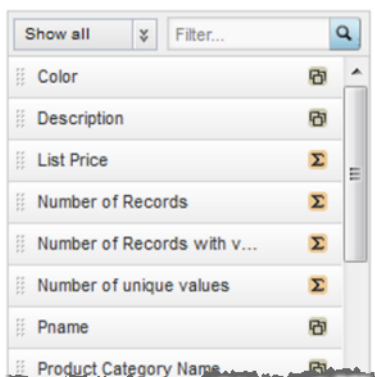 Show all Filter...
Color
Description
List Price Σ
Number of Records Σ
Number of Records with v... Σ
Number of unique values Σ
Pname
Product Category Name